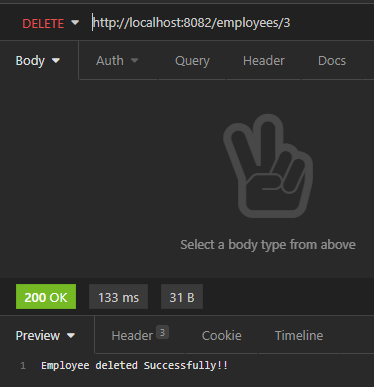 DELETE http://localhost:8082/employees/3
Body Auth Query Header Docs
Select a body type from above
200 OK 133 ms 31 B
Preview Header 3 Cookie Timeline
1 Employee deleted Successfully!!